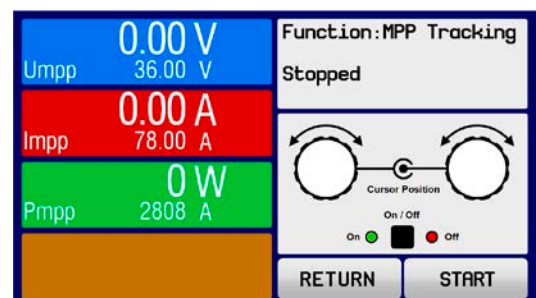 0.00 V
Umpp 36.00 V
0.00 A
Impp 78.00 A
0 W
Pmpp 2808 A
Function:MPP Tracking
Stopped
Cursor Position
On / Off
On Off
RETURN START